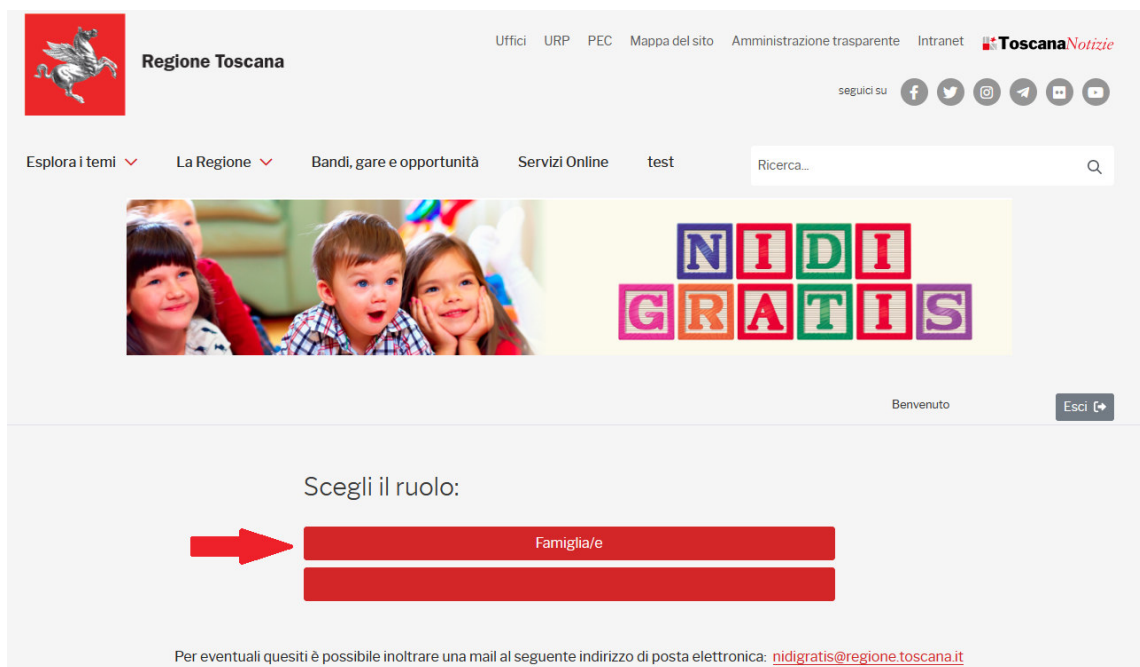 Uffici URP PEC Mappa del sito Amministrazione trasparente Intranet ToscanaNotizie
Regione Toscana
seguici su
Esplora i temi La Regione Bandi, gare e opportunità Servizi Online test Ricerca...
NIDI
GRATIS
Benvenuto Esci
Scegli il ruolo:
Famiglia/e
Per eventuali quesiti è possibile inoltrare una mail al seguente indirizzo di posta elettronica: nidigratis@regione.toscana.it